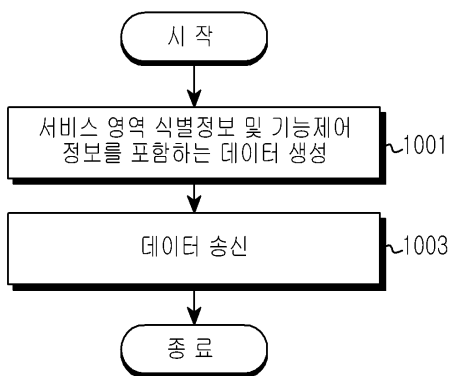 시 작
서비스 영역 식별정보 및 기능제어
정보를 포함하는 데이터 생성
1001
데이터 송신
1003
종 료